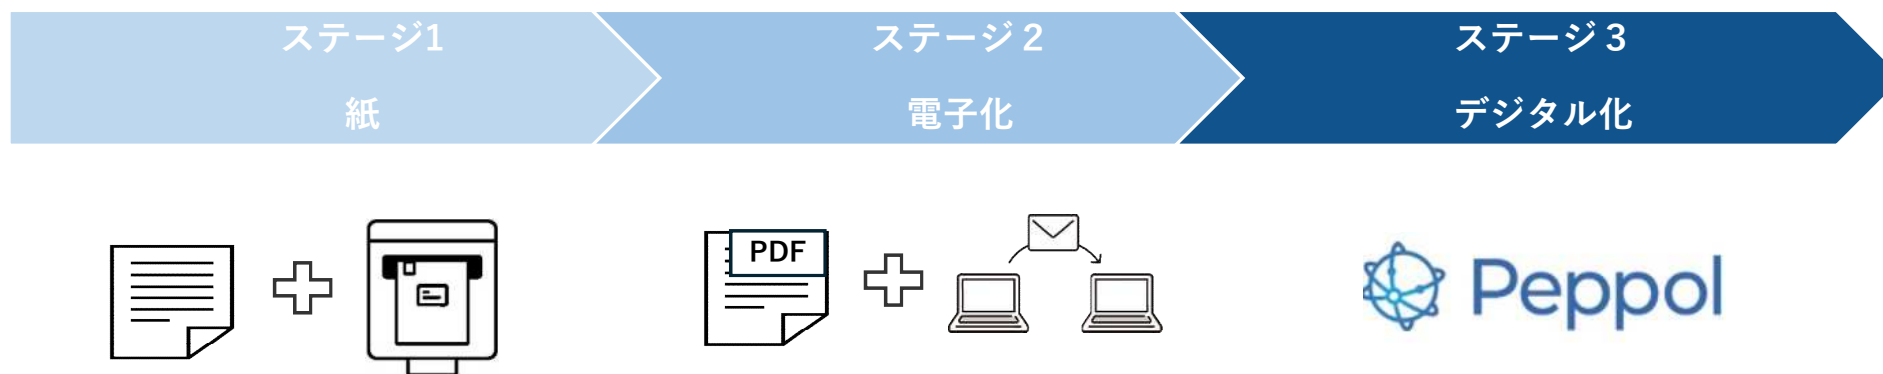 ステージ1
紙
ステージ２
電子化
ステージ３
デジタル化
PDF
Peppol